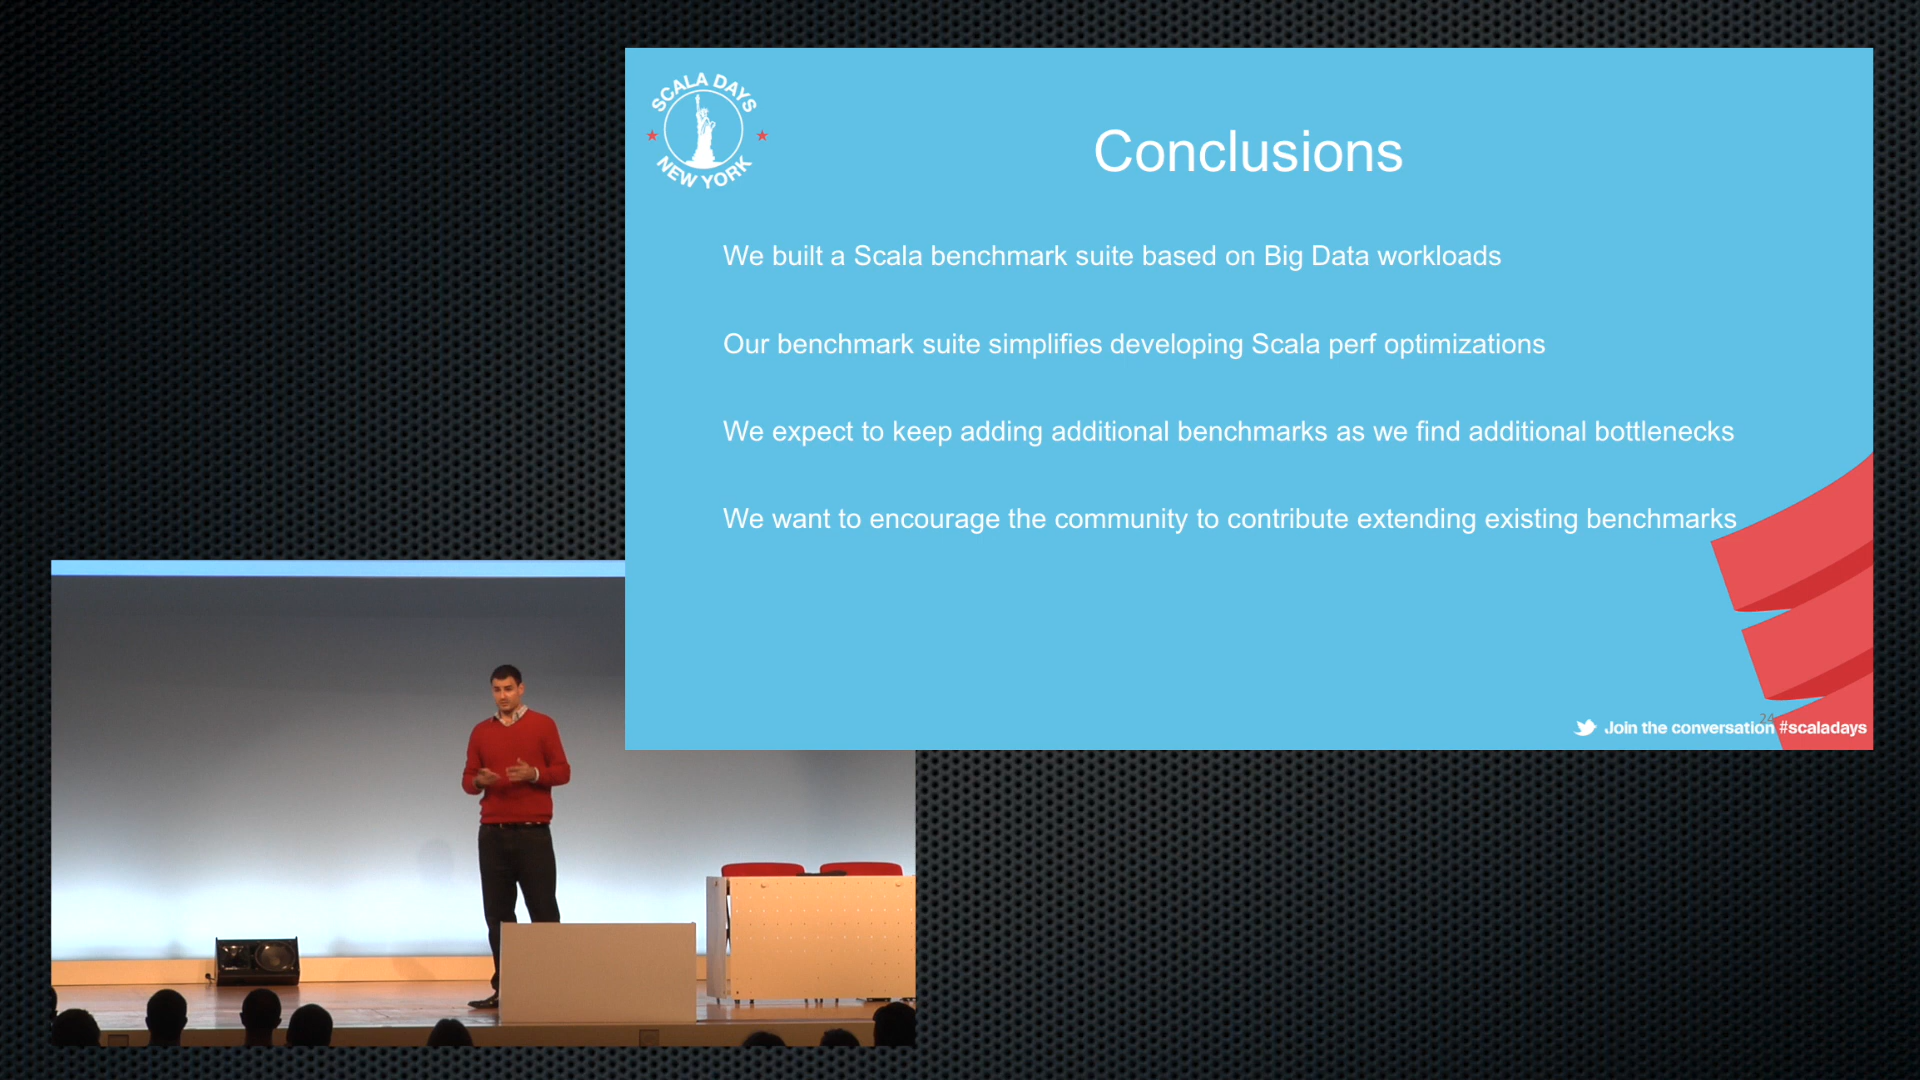 SCALA DAYS
NEW YORK
Conclusions
We built a Scala benchmark suite based on Big Data workloads
Our benchmark suite simplifies developing Scala perf optimizations
We expect to keep adding additional benchmarks as we find additional bottlenecks
We want to encourage the community to contribute extending existing benchmarks
24
Join the conversation #scaladays